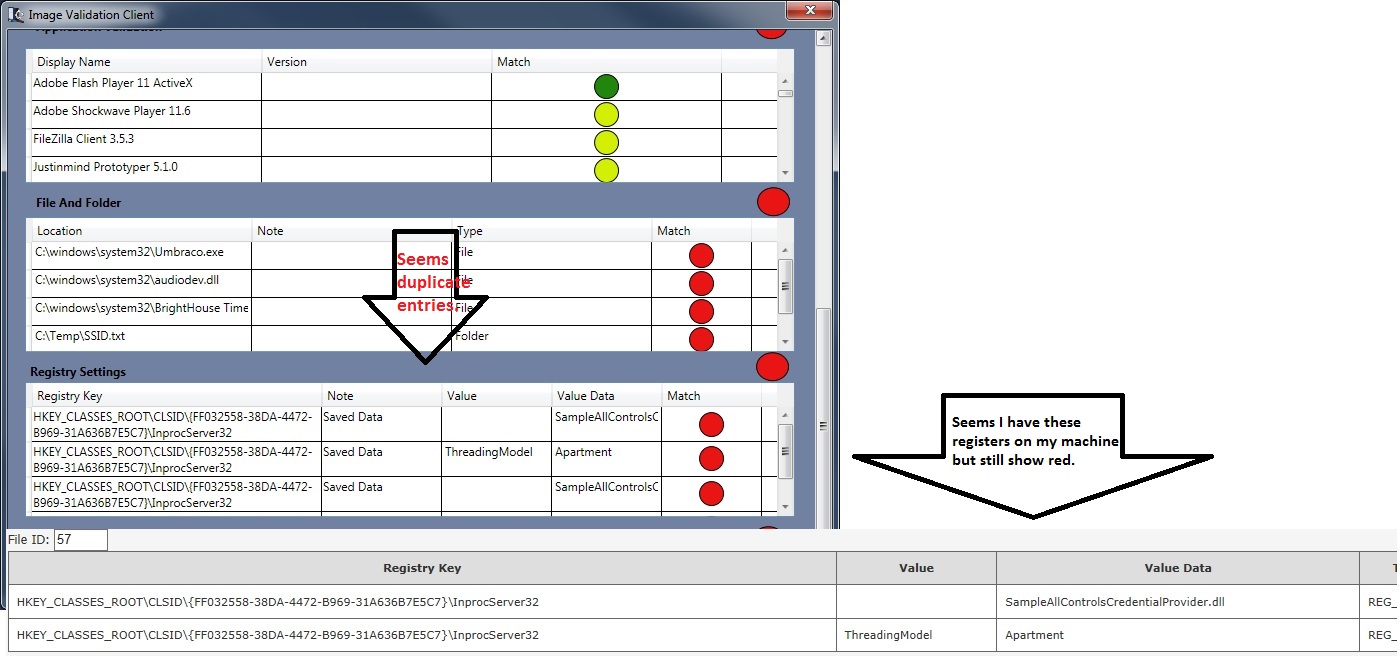 Image Validation Client
Application Validation
Display Name Version Match
Adobe Flash Player 11 ActiveX
Adobe Shockwave Player 11.6
FileZilla Client 3.5.3
Justinmind Prototyper 5.1.0
File And Folder
Location Note Type Match
C:\windows\system32\Umbraco.exe File
C:\windows\system32\audiodev.dll File
C:\windows\system32\BrightHouse Time File
C:\Temp\SSID.txt Folder
Seems
duplicate
entries.
Registry Settings
Registry Key Note Value Value Data Match
HKEY_CLASSES_ROOT\CLSID\{FF032558-38DA-4472- Saved Data SampleAllControlsC
B969-31A636B7E5C7}\InprocServer32
HKEY_CLASSES_ROOT\CLSID\{FF032558-38DA-4472- Saved Data ThreadingModel Apartment
B969-31A636B7E5C7}\InprocServer32
HKEY_CLASSES_ROOT\CLSID\{FF032558-38DA-4472- Saved Data SampleAllControlsC
B969-31A636B7E5C7}\InprocServer32
Seems I have these
registers on my machine
but still show red.
File ID: 57
Registry Key Value Value Data
HKEY_CLASSES_ROOT\CLSID\{FF032558-38DA-4472-B969-31A636B7E5C7}\InprocServer32 SampleAllControlsCredentialProvider.dll REG_
HKEY_CLASSES_ROOT\CLSID\{FF032558-38DA-4472-B969-31A636B7E5C7}\InprocServer32 ThreadingModel Apartment REG_